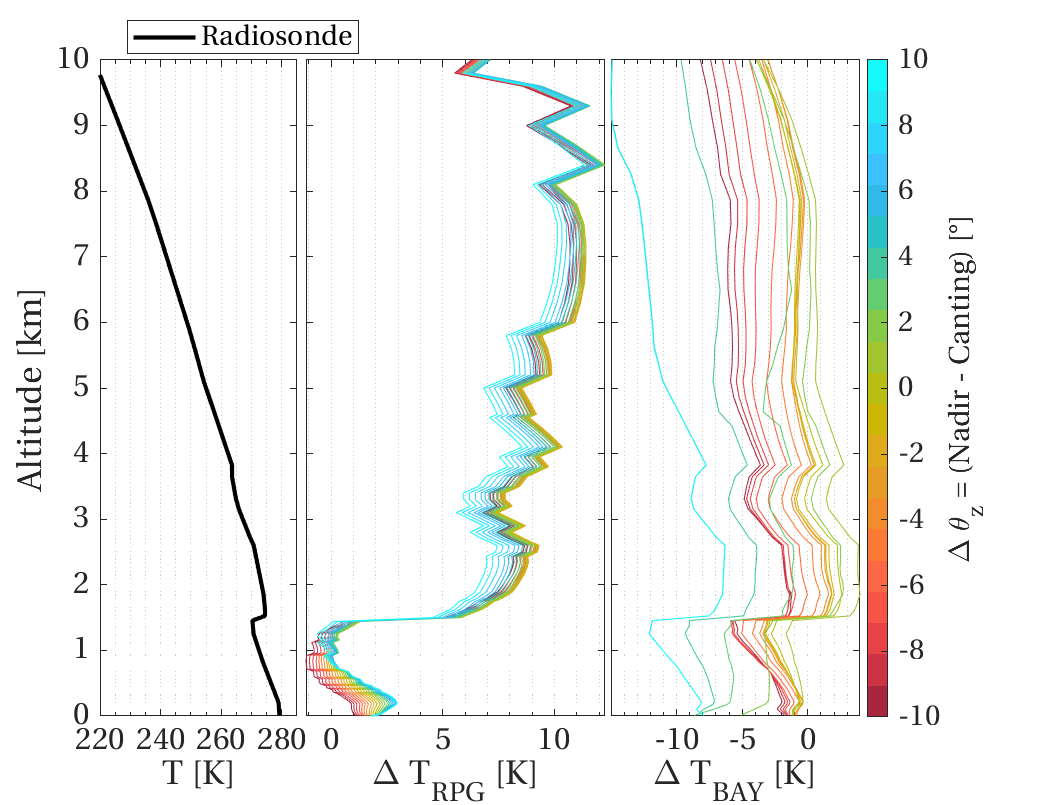 Radiosonde
10
9
8
7
6
5
4
3
2
1
0
Altitude [km]
220 240 260 280
T [K]
0 5 10
Δ T_RPG [K]
-10 -5 0
Δ T_BAY [K]
10
8
6
4
2
0
-2
-4
-6
-8
-10
Δ θ_z = (Nadir - Canting) [º]